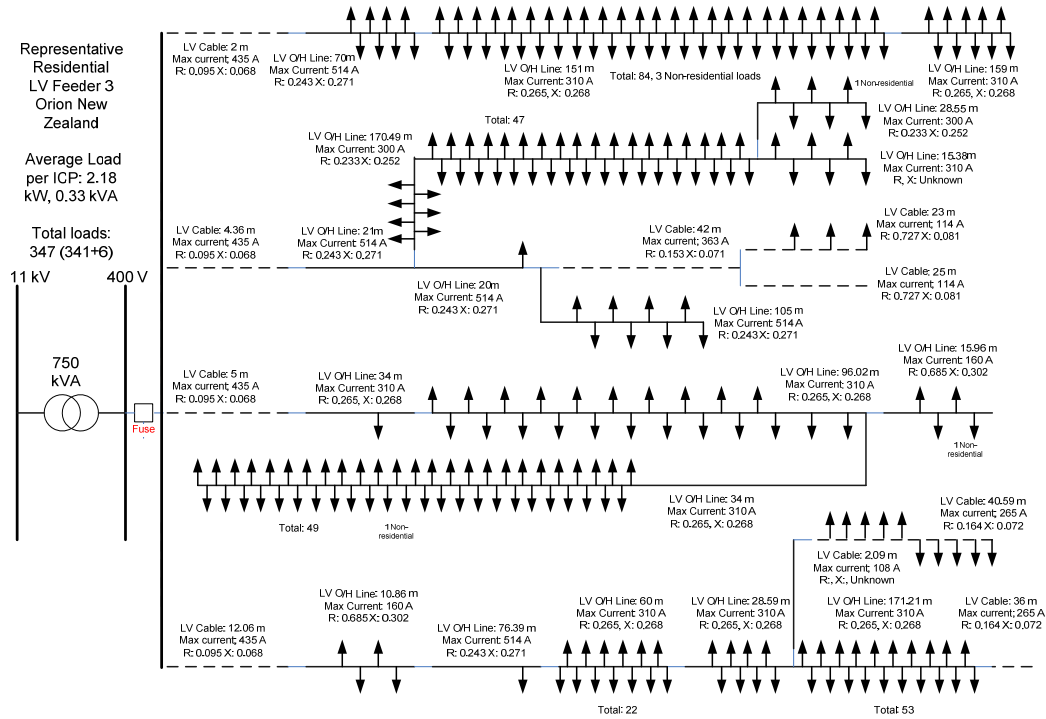 Representative
Residential
LV Feeder 3
Orion New
Zealand
Average Load
per ICP: 2.18
kW, 0.33 kVA
Total loads:
347 (341+6)
11 kV
400 V
750
kVA
Fuse
LV Cable: 2 m
Max current; 435 A
R: 0.095 X: 0.068
LV O/H Line: 70m
Max Current: 514 A
R: 0.243 X: 0.271
LV O/H Line: 151 m
Max Current: 310 A
R: 0.265, X: 0.268
Total: 84, 3 Non-residential loads
LV O/H Line: 159 m
Max Current: 310 A
R: 0.265, X: 0.268
Total: 47
LV O/H Line: 170.49 m
Max Current: 300 A
R: 0.233 X: 0.252
1 Non-residential
LV O/H Line: 28.55 m
Max Current: 300 A
R: 0.233 X: 0.252
LV O/H Line: 15.38m
Max Current: 310 A
R, X: Unknown
LV Cable: 4.36 m
Max current; 435 A
R: 0.095 X: 0.068
LV O/H Line: 21m
Max Current: 514 A
R: 0.243 X: 0.271
LV Cable: 42 m
Max current; 363 A
R: 0.153 X: 0.071
LV Cable: 23 m
Max current; 114 A
R: 0.727 X: 0.081
LV Cable: 25 m
Max current; 114 A
R: 0.727 X: 0.081
LV O/H Line: 20m
Max Current: 514 A
R: 0.243 X: 0.271
LV O/H Line: 105 m
Max Current: 514 A
R: 0.243 X: 0.271
LV Cable: 5 m
Max current; 435 A
R: 0.095 X: 0.068
LV O/H Line: 34 m
Max Current: 310 A
R: 0.265, X: 0.268
LV O/H Line: 96.02 m
Max Current: 310 A
R: 0.265, X: 0.268
LV O/H Line: 15.96 m
Max Current: 160 A
R: 0.685 X: 0.302
1 Non-
residential
Total: 49
1 Non-
residential
LV O/H Line: 34 m
Max Current: 310 A
R: 0.265, X: 0.268
LV Cable: 40.59 m
Max current; 265 A
R: 0.164 X: 0.072
LV Cable: 2.09 m
Max current; 108 A
R:, X:, Unknown
LV Cable: 12.06 m
Max current; 435 A
R: 0.095 X: 0.068
LV O/H Line: 10.86 m
Max Current: 160 A
R: 0.685 X: 0.302
LV O/H Line: 76.39 m
Max Current: 514 A
R: 0.243 X: 0.271
LV O/H Line: 60 m
Max Current: 310 A
R: 0.265, X: 0.268
LV O/H Line: 28.59 m
Max Current: 310 A
R: 0.265, X: 0.268
LV O/H Line: 171.21 m
Max Current: 310 A
R: 0.265, X: 0.268
LV Cable: 36 m
Max current; 265 A
R: 0.164 X: 0.072
Total: 22
Total: 53